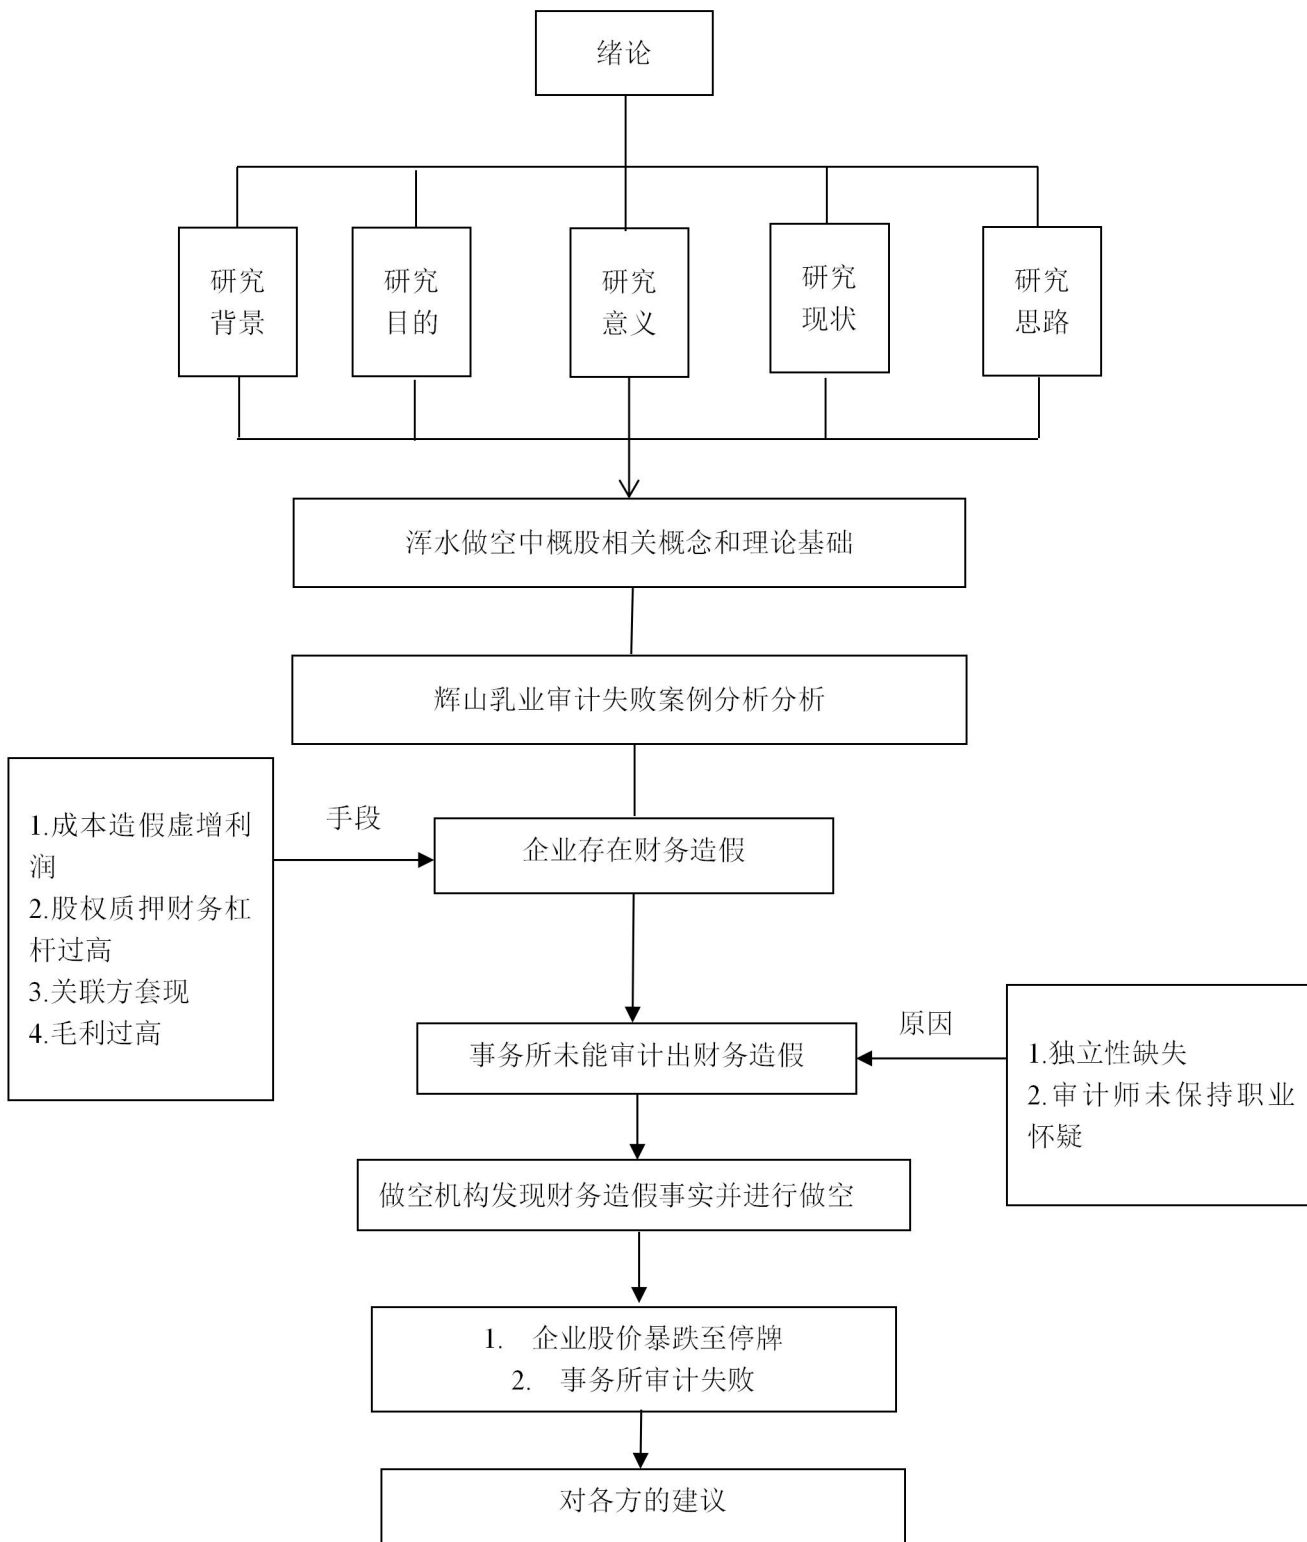 绪论
研究
背景
研究
目的
研究
意义
研究
现状
研究
思路
浑水做空中概股相关概念和理论基础
辉山乳业审计失败案例分析分析
1.成本造假虚增利
润
2.股权质押财务杠
杆过高
3.关联方套现
4.毛利过高
手段
企业存在财务造假
事务所未能审计出财务造假
原因
1.独立性缺失
2.审计师未保持职业
怀疑
做空机构发现财务造假事实并进行做空
1. 企业股价暴跌至停牌
2. 事务所审计失败
对各方的建议